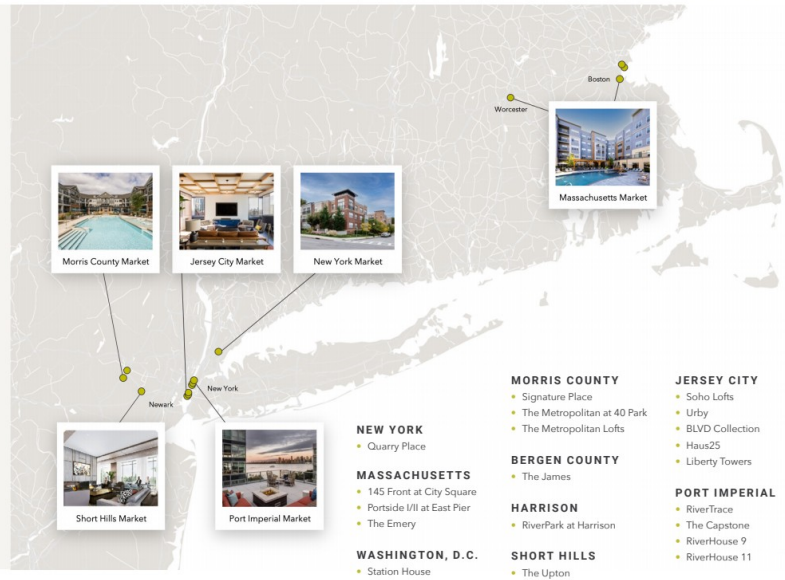 Boston
Worcester
Massachusetts Market
Morris County Market
Jersey City Market
New York Market
New York
Newark
Short Hills Market
Port Imperial Market
NEW YORK
• Quarry Place
MASSACHUSETTS
• 145 Front at City Square
• Portside I/II at East Pier
• The Emery
WASHINGTON, D.C.
• Station House
MORRIS COUNTY
• Signature Place
• The Metropolitan at 40 Park
• The Metropolitan Lofts
BERGEN COUNTY
• The James
HARRISON
• RiverPark at Harrison
SHORT HILLS
• The Upton
JERSEY CITY
• Soho Lofts
• Urby
• BLVD Collection
• Haus25
• Liberty Towers
PORT IMPERIAL
• RiverTrace
• The Capstone
• RiverHouse 9
• RiverHouse 11